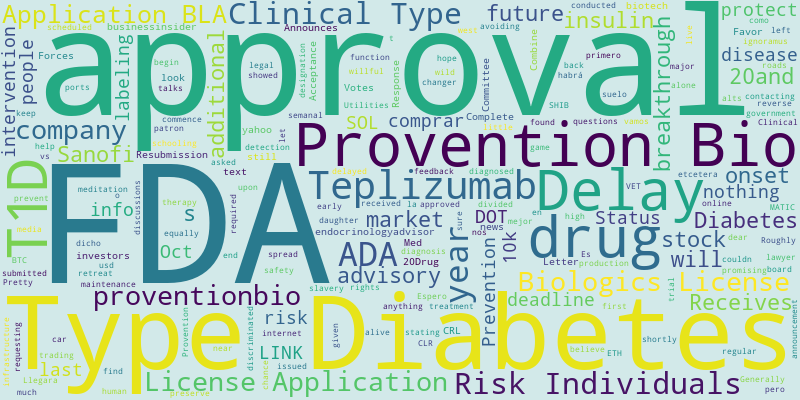 Application BLA Clinical Type future
businessinsider Announces insulin
conducted biotech protect
scheduled avoiding como
intervention people Forces approval Favor left
labeling additional designation Acceptance legal showed hope function changer wild willful
t Response Votes Utilities Committee Combine back primero habrá
SHIB suelo breakthrough disease
ignoramus major roads alone
20and contacting
alts reverse
government
begin look talks ports commence patron
keep company yahoo SOL comprar Complete
found questions vamos Clinical
help vs Sanofi asked detection still let game
Resubmission text
Provention Bio
T1D FDA Teplizumab Delay onset
prevent meditation o discussions therapy upon
feedback diagnosed etcetera nothing
info s required received la approved divided high VET online MATIC
early daughter market nos DOT Status Diabetes
endocrinologyadvisor year sure news mejor en
dicho equally Med diagnosis drug stock
couldn dear Roughly
media BTC investors Oct end spread ADA 20Drug 10k Es will lawyer
usd retreat safety advisory Prevention Letter production promising board
submitted Pretty maintenance slavery rights Biologics License
proventionbio Espero treatment deadline first trial Receives
Type Diabetes
infrastructure requesting car trading near Provention discriminated risk internet given anything alive stating CRL
LINK CLR believe ETH shortly regular announcement
last find issued chance
Llegara much human preserve
License Application Risk Individuals Generally pero